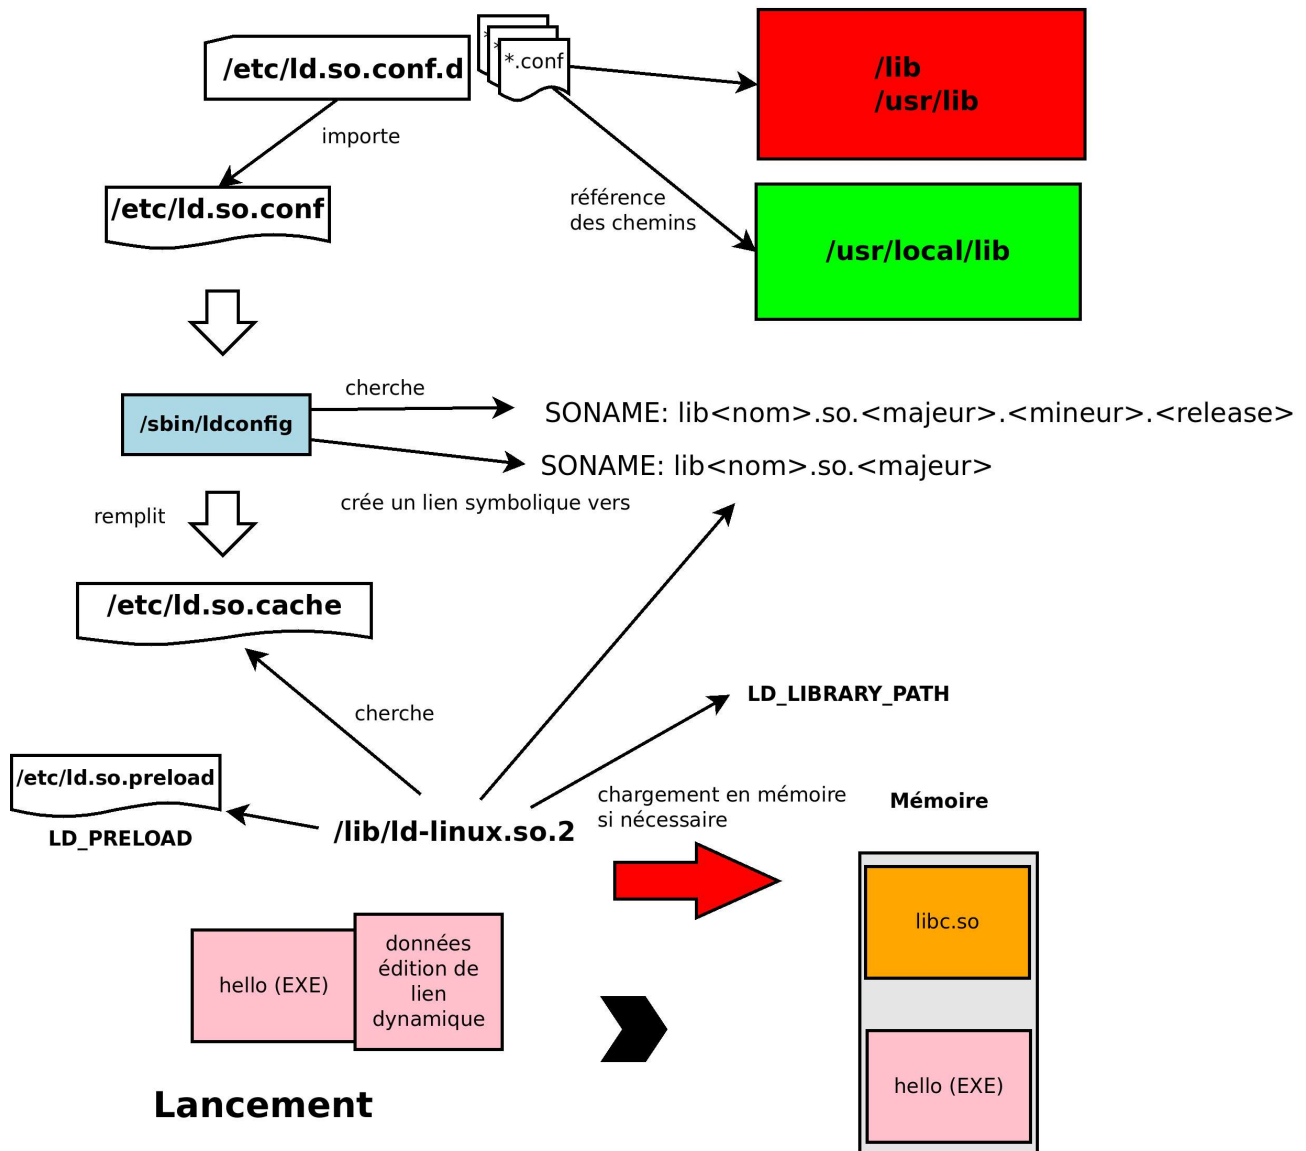 /etc/ld.so.conf.d
*.conf
/lib
/usr/lib
importe
/etc/ld.so.conf
référence
des chemins
/usr/local/lib
cherche
/sbin/ldconfig
SONAME: lib<nom>.so.<majeur>.<mineur>.<release>
SONAME: lib<nom>.so.<majeur>
crée un lien symbolique vers
remplit
/etc/ld.so.cache
cherche
LD_LIBRARY_PATH
/etc/ld.so.preload
LD_PRELOAD
/lib/ld-linux.so.2
chargement en mémoire
si nécessaire
Mémoire
libc.so
hello (EXE)
données
édition de
lien
dynamique
hello (EXE)
Lancement